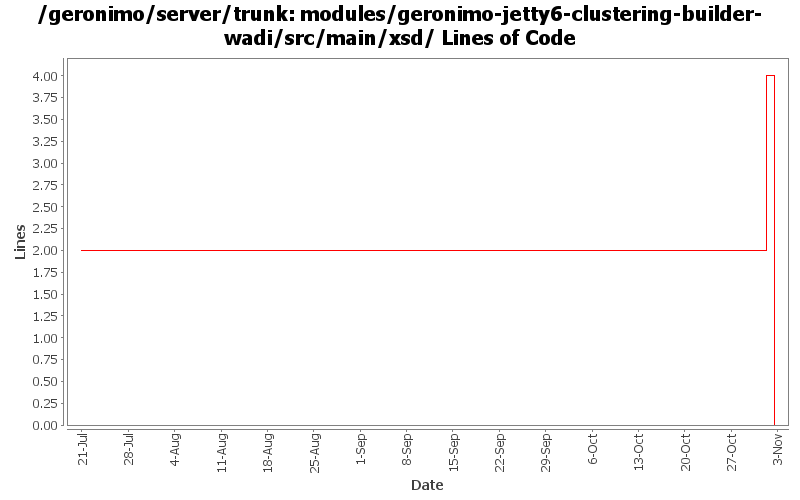 /geronimo/server/trunk: modules/geronimo-jetty6-clustering-builder-
wadi/src/main/xsd/ Lines of Code
Lines
4.00
3.75
3.50
3.25
3.00
2.75
2.50
2.25
2.00
1.75
1.50
1.25
1.00
0.75
0.50
0.25
0.00
21-Jul
28-Jul
4-Aug
11-Aug
18-Aug
25-Aug
1-Sep
8-Sep
15-Sep
22-Sep
29-Sep
6-Oct
13-Oct
20-Oct
27-Oct
3-Nov
Date